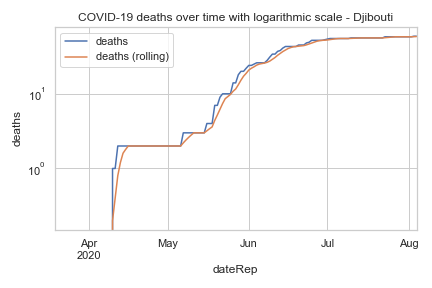 COVID-19 deaths over time with logarithmic scale - Djibouti
deaths
deaths (rolling)
deaths
10¹
10⁰
Apr
2020
May
Jun
Jul
Aug
dateRep